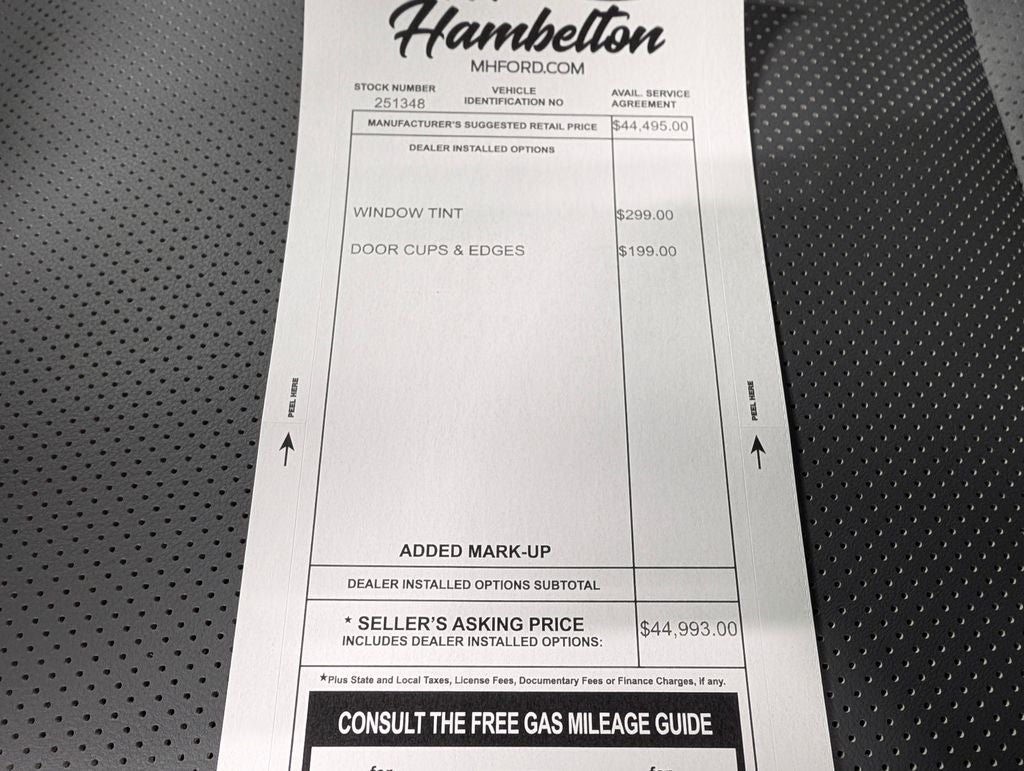 Hambelton
MHFORD.COM
STOCK NUMBER
251348
VEHICLE
IDENTIFICATION NO
AVAIL. SERVICE
AGREEMENT
MANUFACTURER'S SUGGESTED RETAIL PRICE $44,495.00
DEALER INSTALLED OPTIONS
WINDOW TINT $299.00
DOOR CUPS & EDGES $199.00
PEEL HERE
PEEL HERE
ADDED MARK-UP
DEALER INSTALLED OPTIONS SUBTOTAL
* SELLER'S ASKING PRICE $44,993.00
INCLUDES DEALER INSTALLED OPTIONS:
*Plus State and Local Taxes, License Fees, Documentary Fees or Finance Charges, if any.
CONSULT THE FREE GAS MILEAGE GUIDE